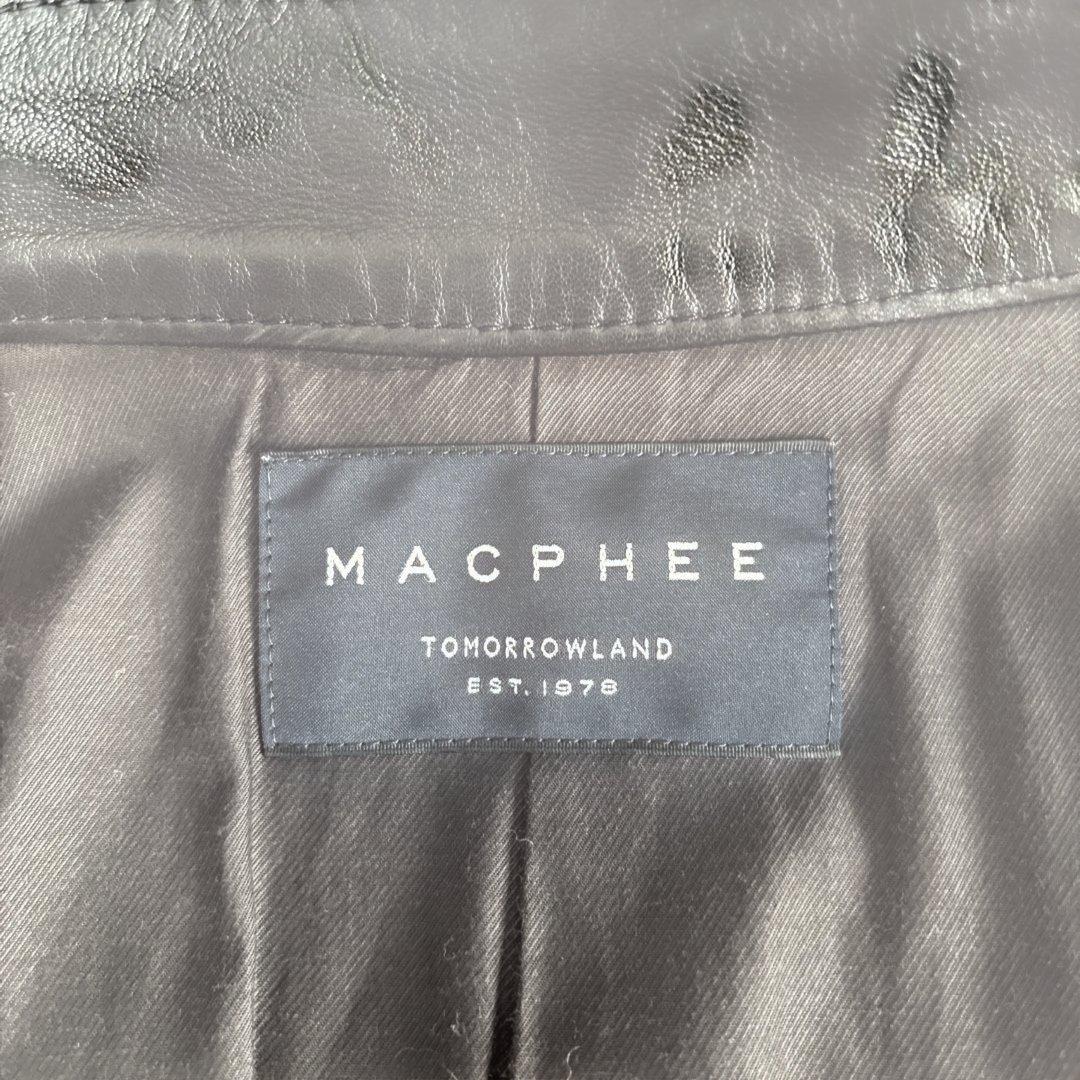 MACPHEE
TOMORROWLAND
EST. 1978